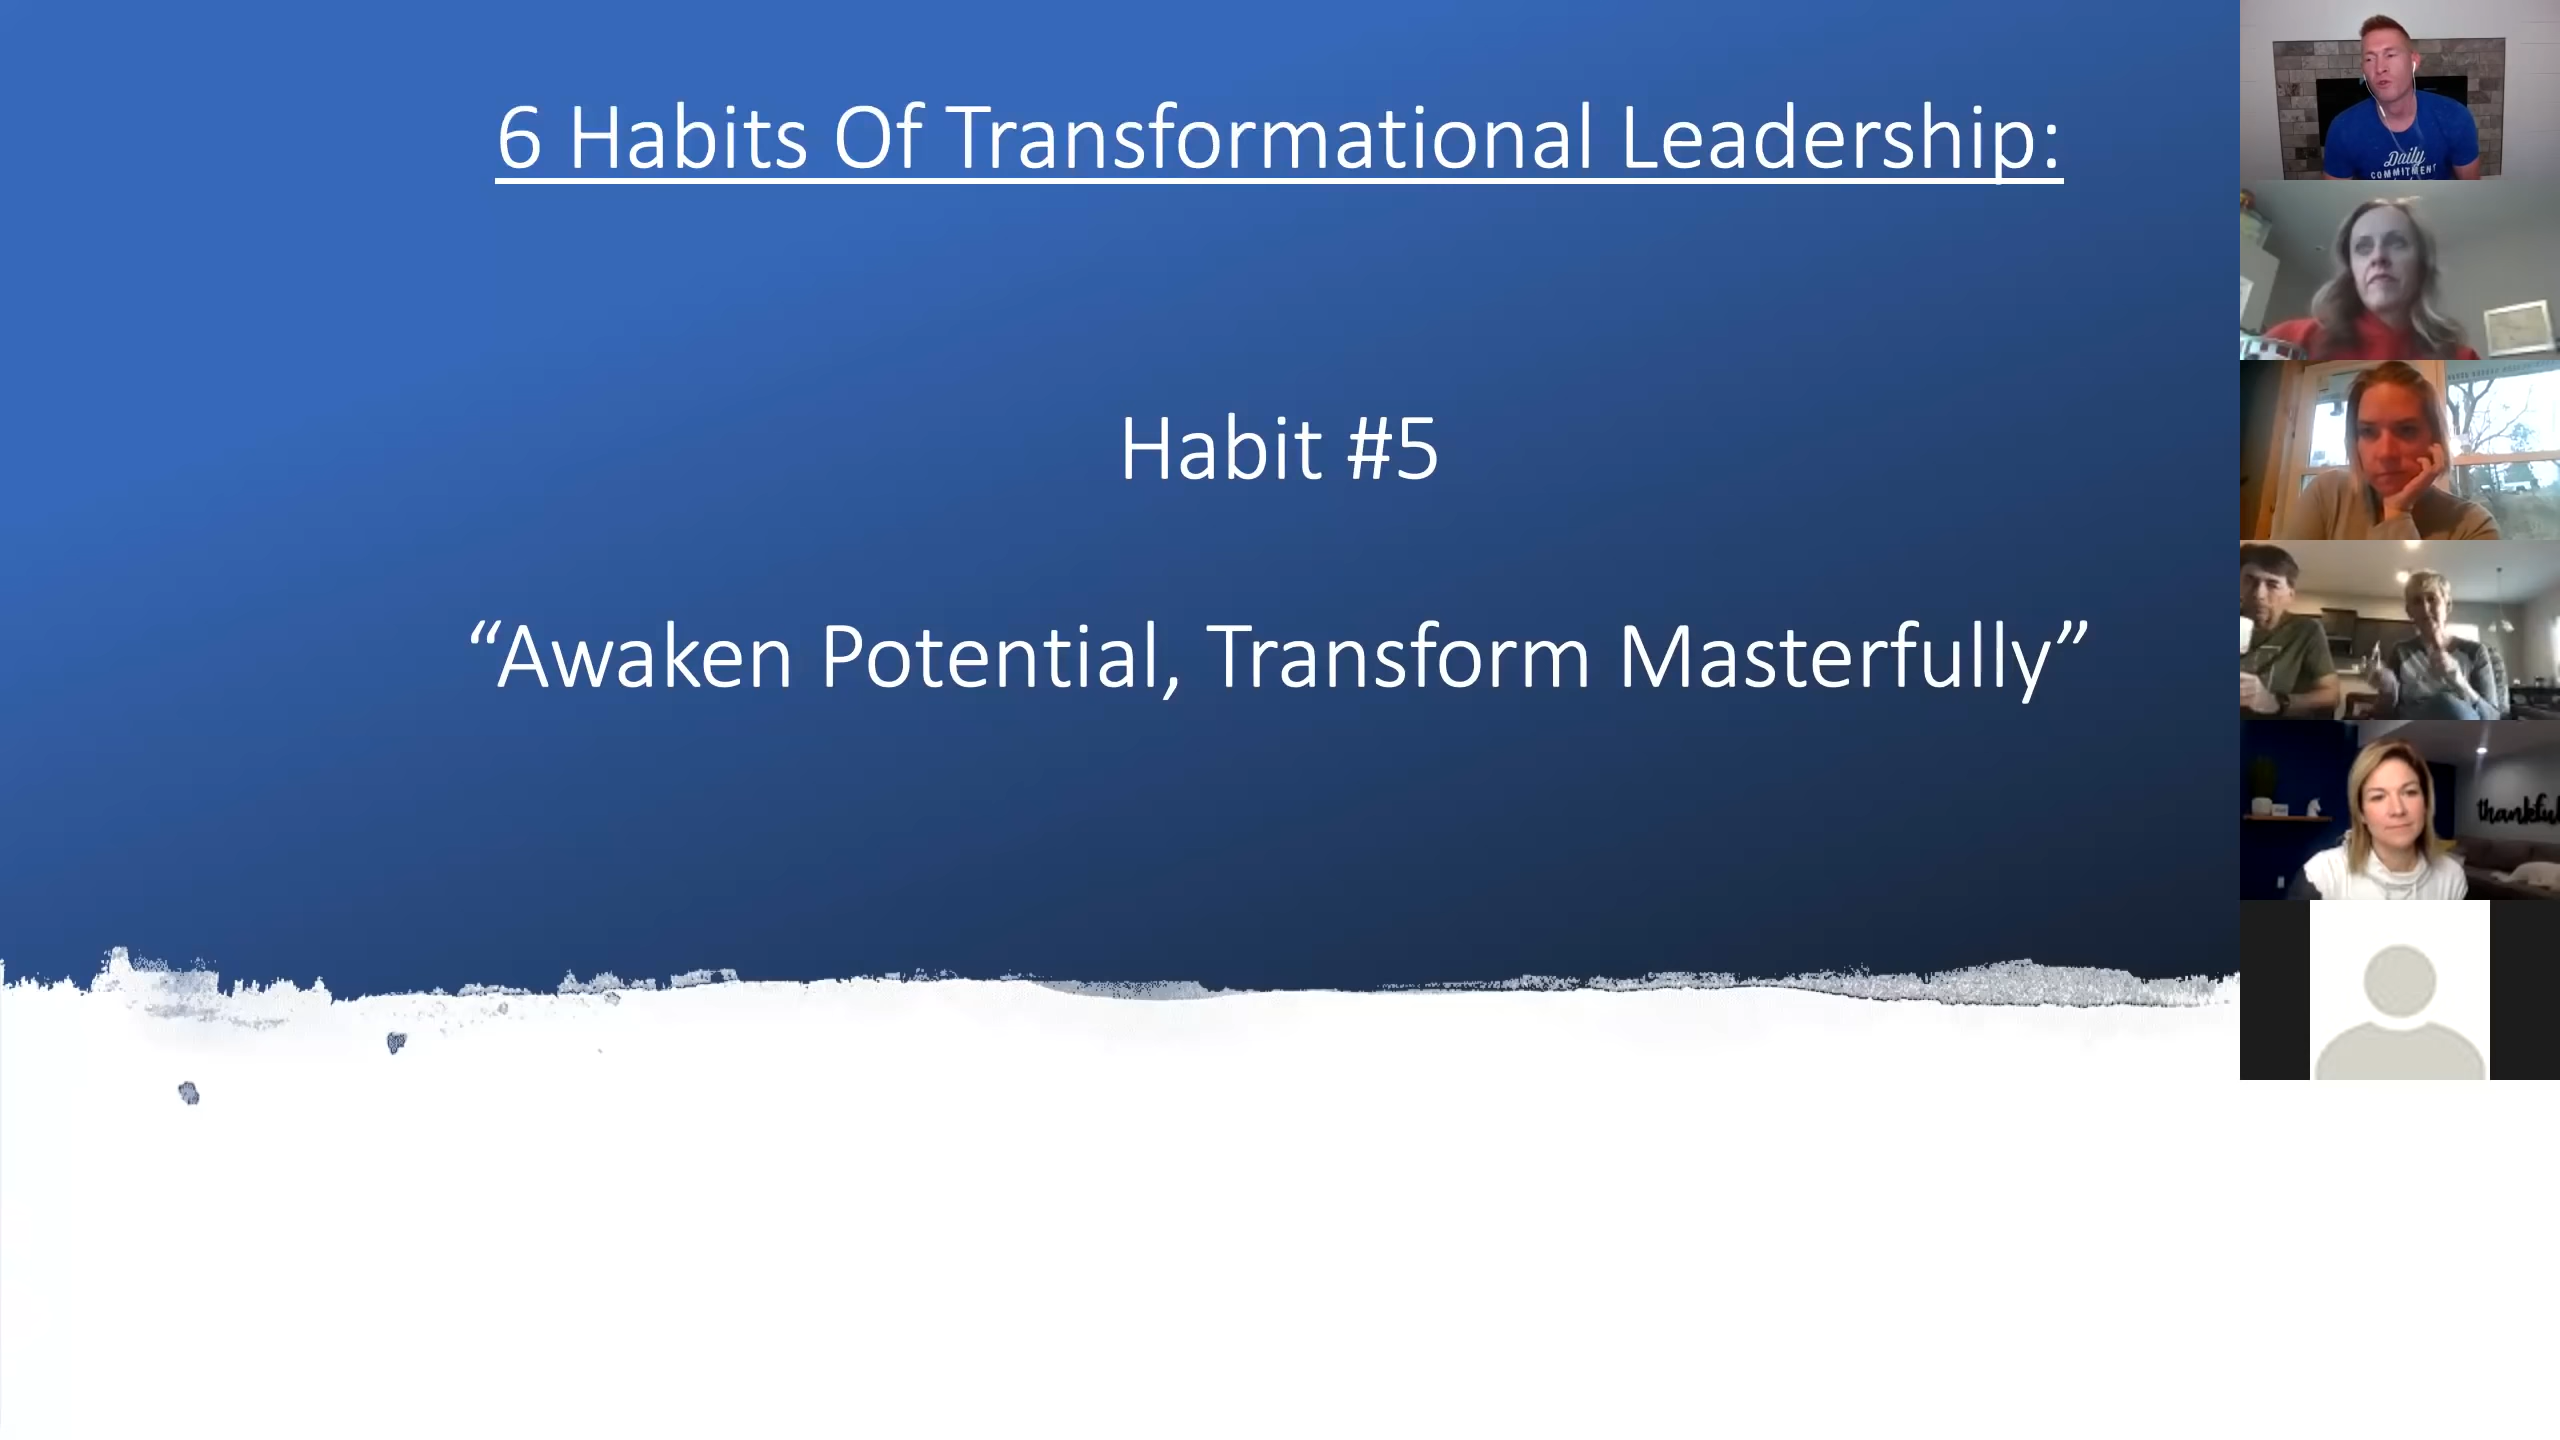 6 Habits Of Transformational Leadership:
Habit #5
“Awaken Potential, Transform Masterfully”
Daily
COMMITMENT
thankful